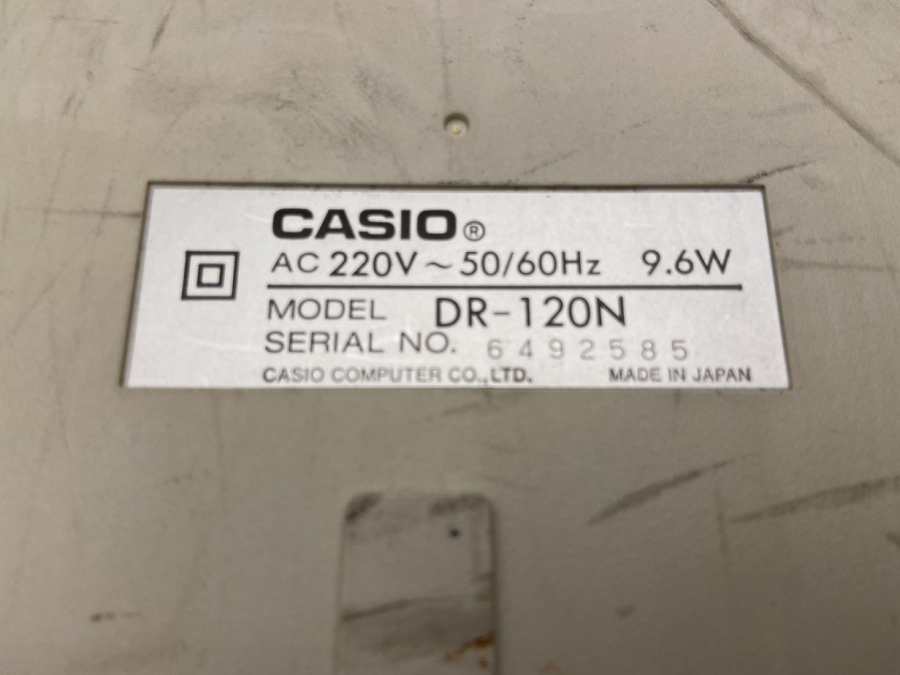 CASIO®
AC 220V ~ 50/60Hz 9.6W
MODEL DR-120N
SERIAL NO. 6492585
CASIO COMPUTER CO.,LTD. MADE IN JAPAN